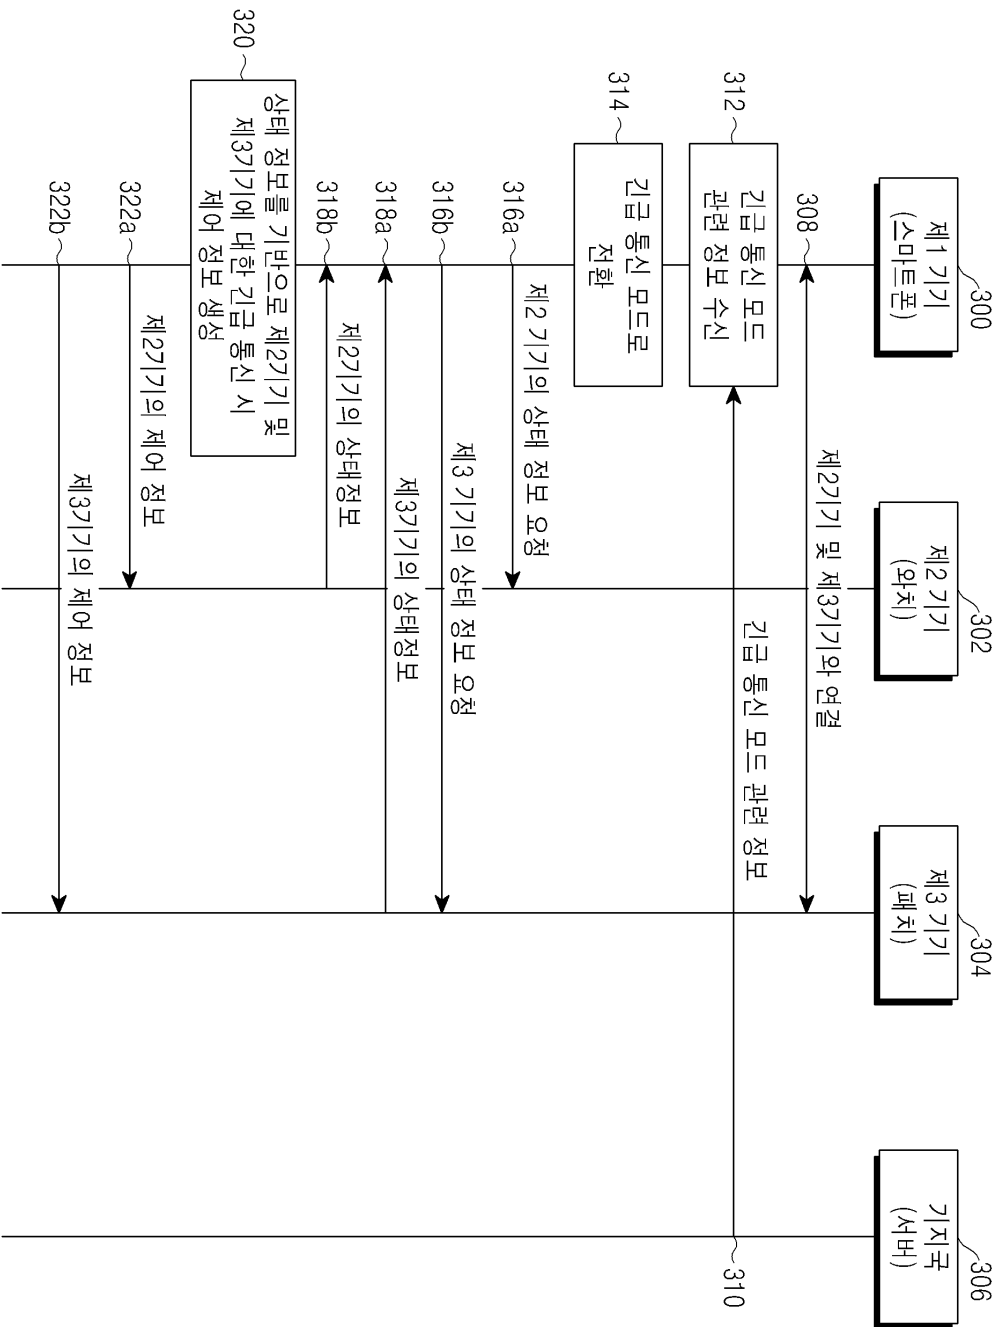 300
제1 기기
(스마트폰)
302
제2 기기
(와치)
304
제3 기기
(패치)
306
기지국
(서버)
308
제2기기 및 제3기기와 연결
310
긴급 통신 모드 관련 정보
312
긴급 통신 모드
관련 정보 수신
314
긴급 통신 모드로
전환
316a
제2 기기의 상태 정보 요청
316b
제3 기기의 상태 정보 요청
318a
제3기기의 상태정보
318b
제2기기의 상태정보
320
상태 정보를 기반으로 제2기기 및
제3기기에 대한 긴급 통신 시
제어 정보 생성
322a
제2기기의 제어 정보
322b
제3기기의 제어 정보